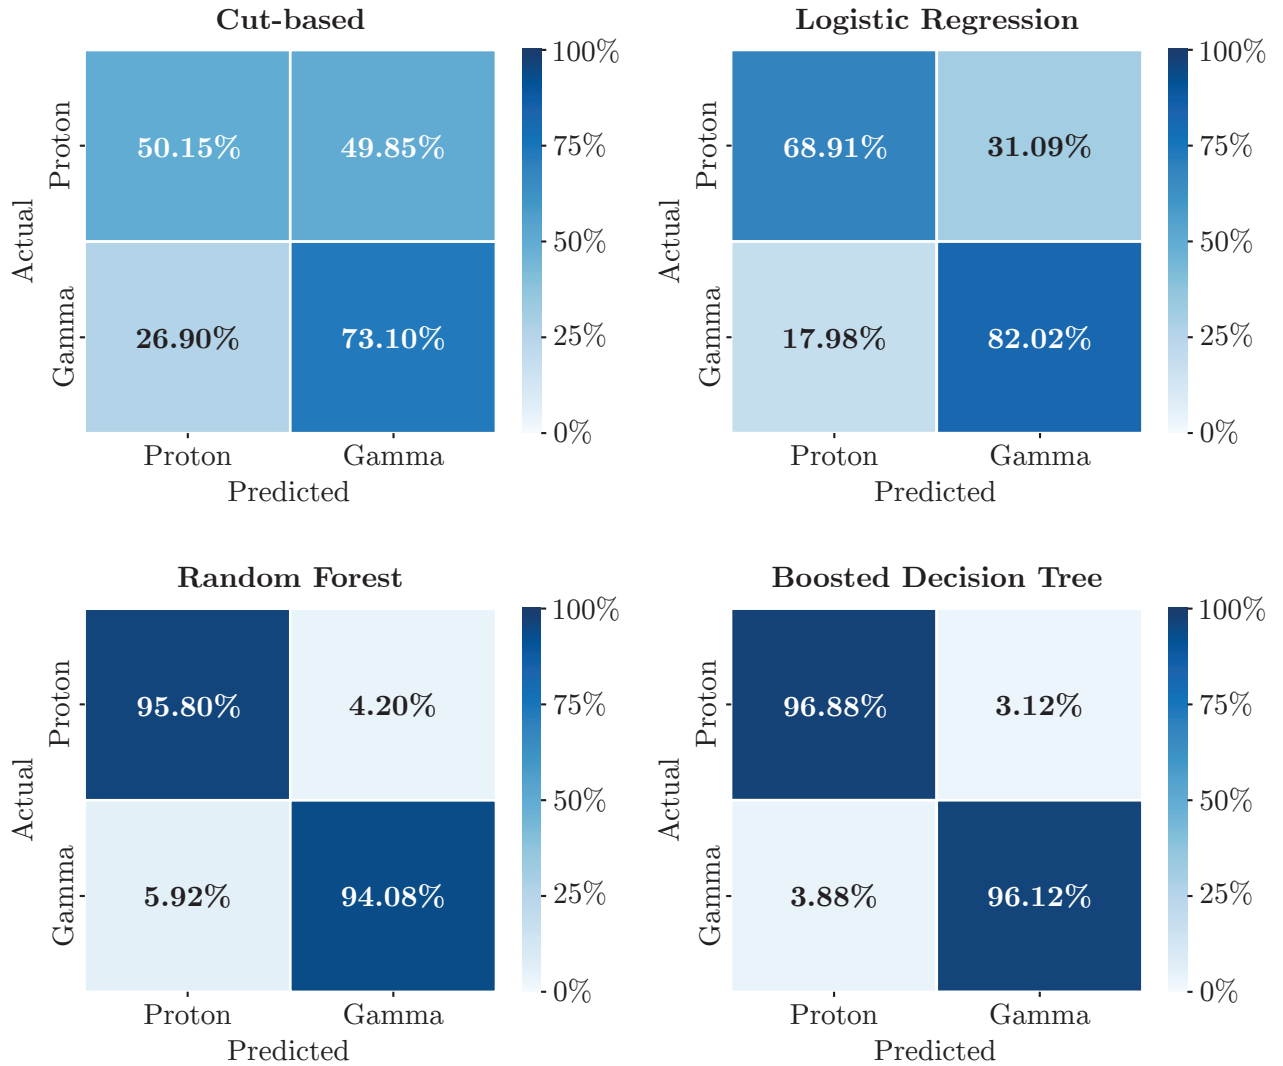 Cut-based
100%
75%
50%
25%
0%
Actual
Proton
Gamma
50.15% 49.85%
26.90% 73.10%
Proton Gamma
Predicted
Logistic Regression
100%
75%
50%
25%
0%
Actual
Proton
Gamma
68.91% 31.09%
17.98% 82.02%
Proton Gamma
Predicted
Random Forest
100%
75%
50%
25%
0%
Actual
Proton
Gamma
95.80% 4.20%
5.92% 94.08%
Proton Gamma
Predicted
Boosted Decision Tree
100%
75%
50%
25%
0%
Actual
Proton
Gamma
96.88% 3.12%
3.88% 96.12%
Proton Gamma
Predicted